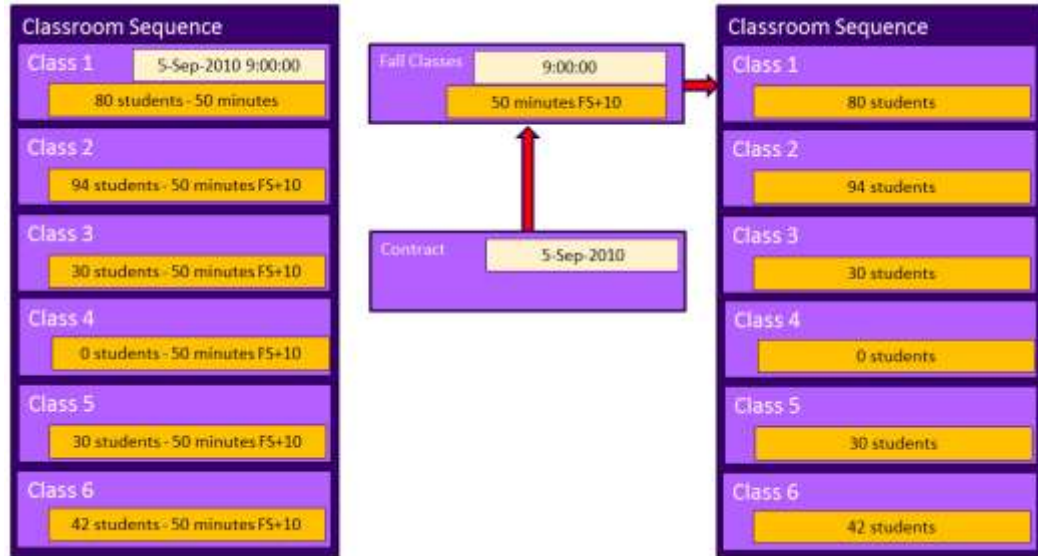 Classroom Sequence
Class 1
5-Sep-2010 9:00:00
80 students - 50 minutes
Class 2
94 students - 50 minutes FS+10
Class 3
30 students - 50 minutes FS+10
Class 4
0 students - 50 minutes FS+10
Class 5
30 students - 50 minutes FS+10
Class 6
42 students - 50 minutes FS+10
Fall Classes
9:00:00
50 minutes FS+10
Contract
5-Sep-2010
Classroom Sequence
Class 1
80 students
Class 2
94 students
Class 3
30 students
Class 4
0 students
Class 5
30 students
Class 6
42 students